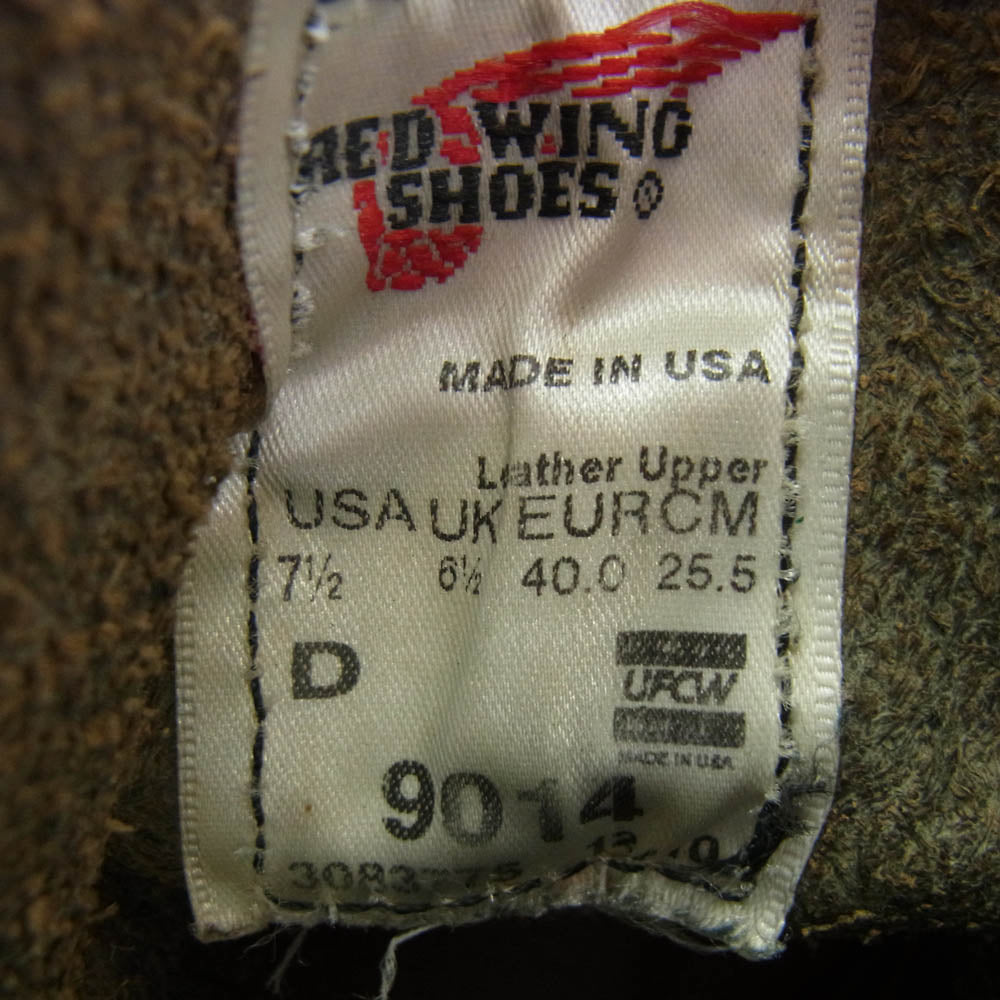 RED WING
SHOES
MADE IN USA
Leather Upper
USA UK EUR CM
7½ 6½ 40.0 25.5
D
UFCW
MADE IN USA
9014